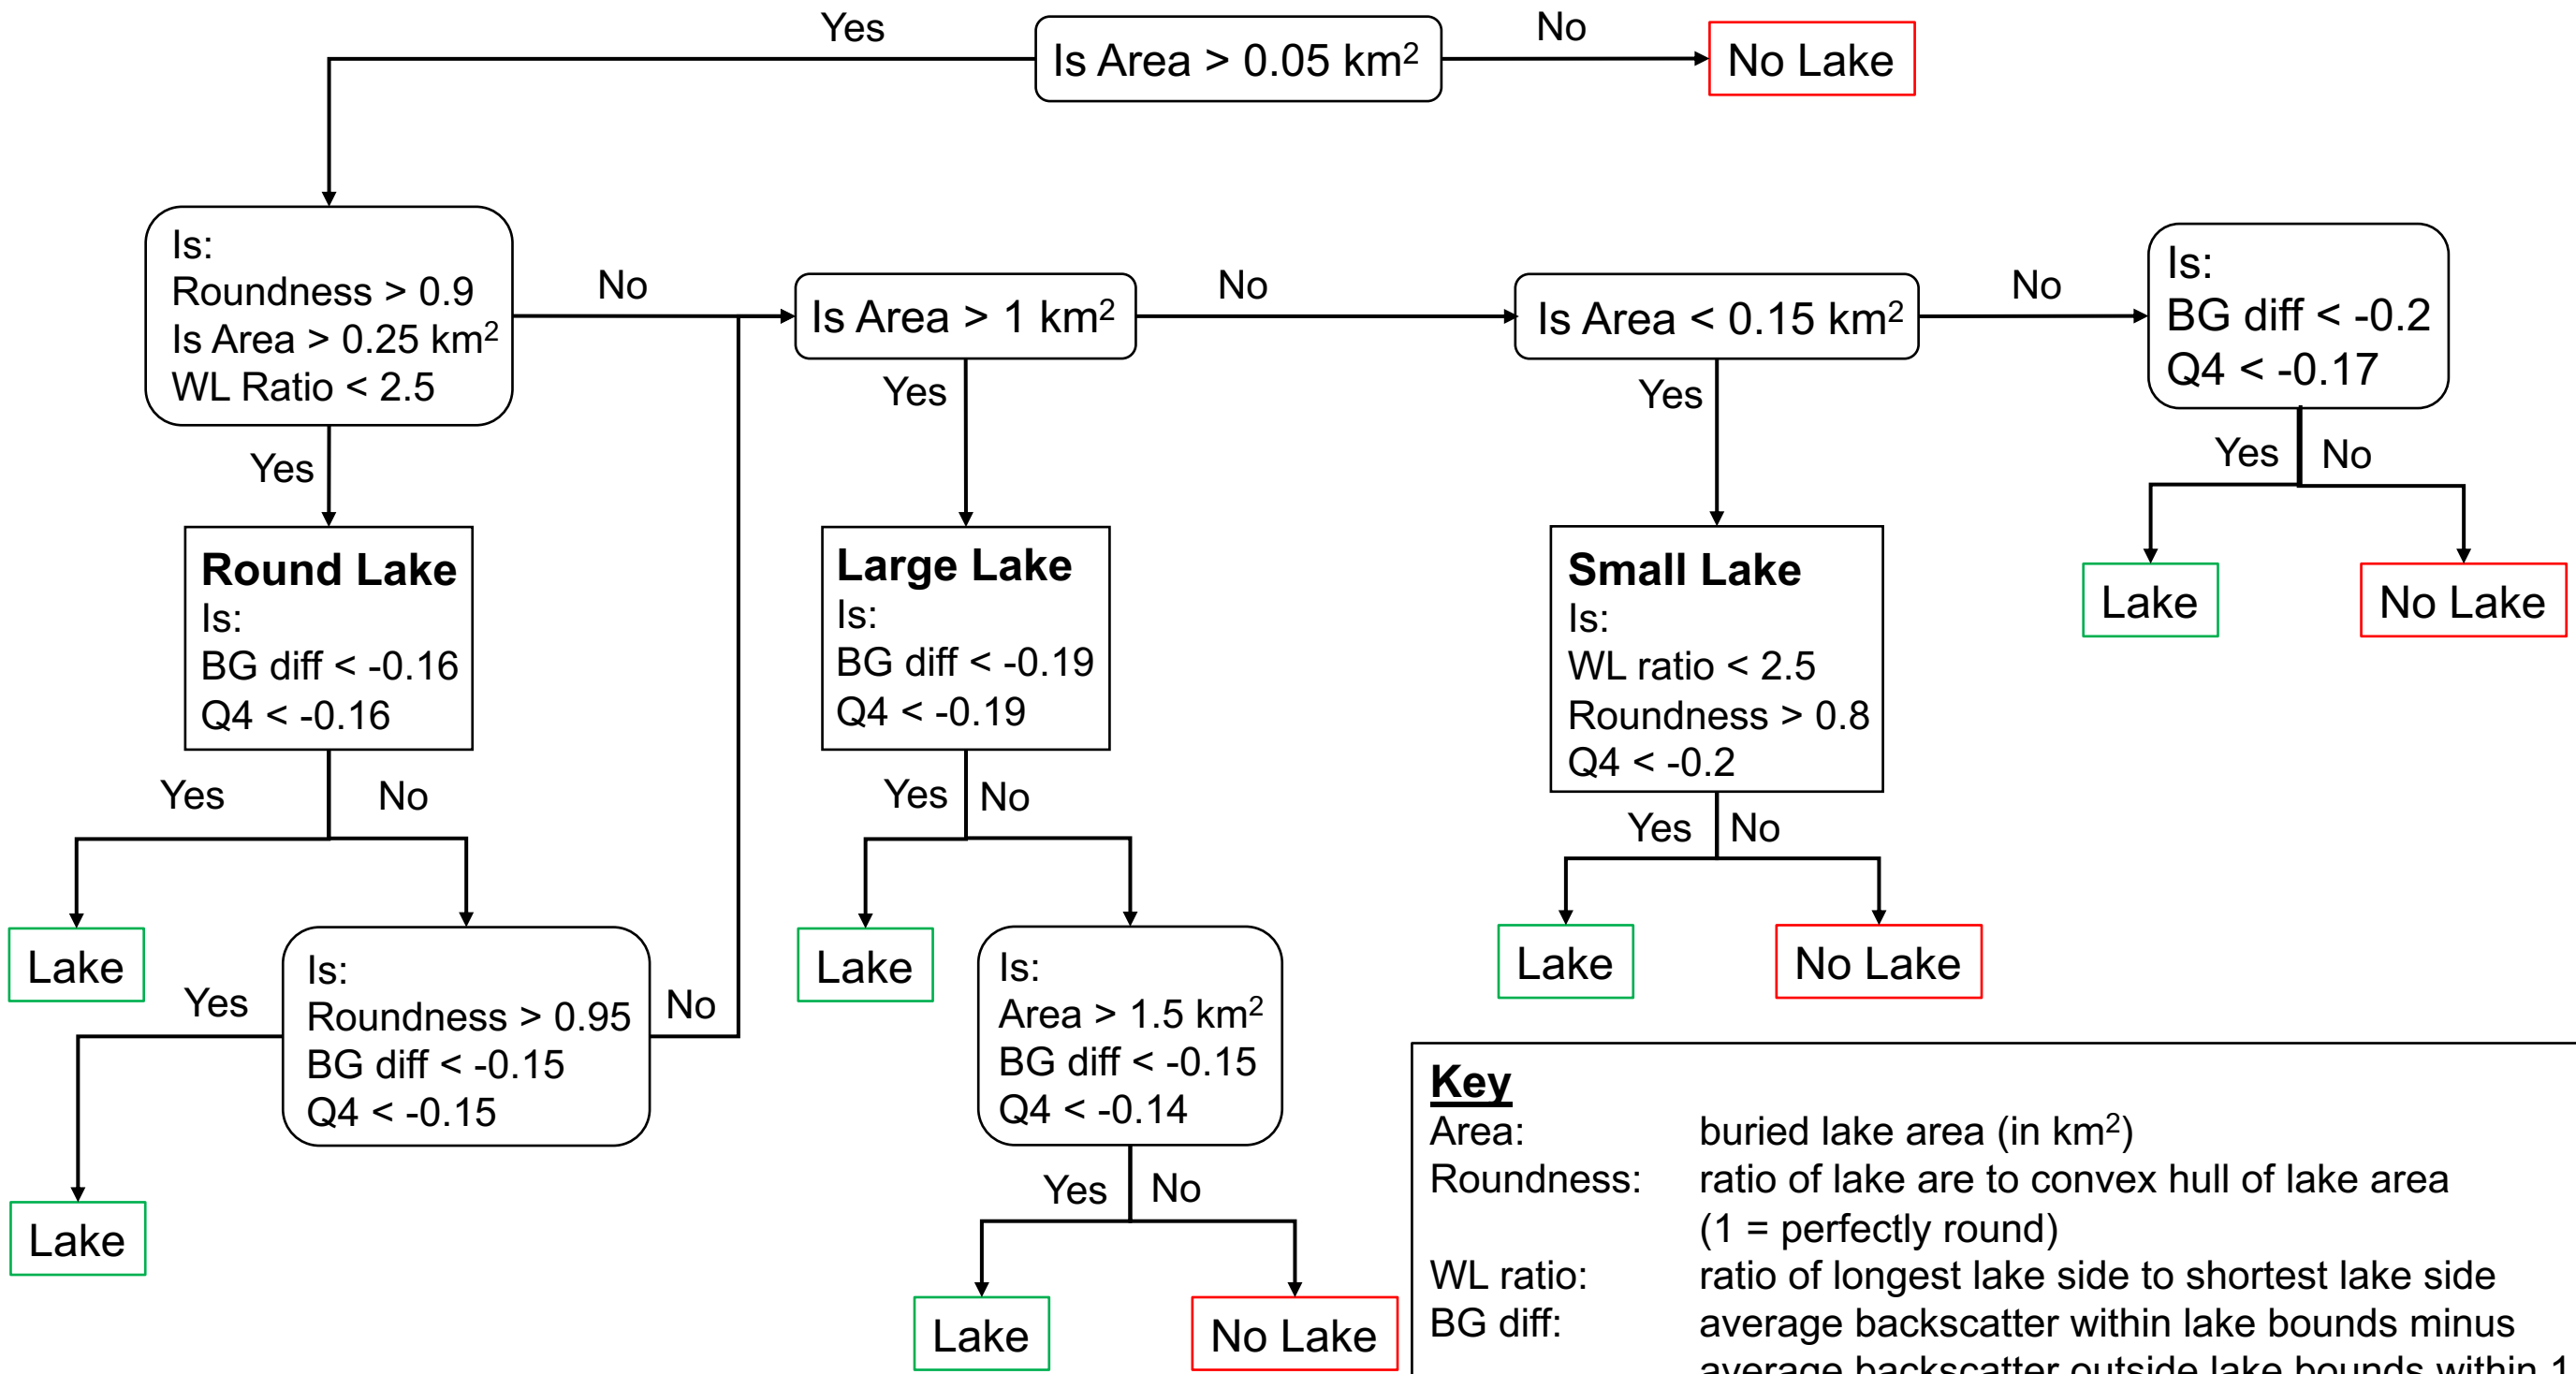 Yes
Is Area > 0.05 km²
No
No Lake
Is:
Roundness > 0.9
Is Area > 0.25 km²
WL Ratio < 2.5
No
Is Area > 1 km²
No
Is Area < 0.15 km²
No
Is:
BG diff < -0.2
Q4 < -0.17
Yes
Yes
Yes
Yes
No
Lake
No Lake
Round Lake
Is:
BG diff < -0.16
Q4 < -0.16
Large Lake
Is:
BG diff < -0.19
Q4 < -0.19
Small Lake
Is:
WL ratio < 2.5
Roundness > 0.8
Q4 < -0.2
Yes
No
Yes
No
Yes
No
Lake
Is:
Roundness > 0.95
BG diff < -0.15
Q4 < -0.15
Yes
No
Lake
Lake
Is:
Area > 1.5 km²
BG diff < -0.15
Q4 < -0.14
Yes
No
Lake
No Lake
Lake
No Lake
Key
Area: buried lake area (in km²)
Roundness: ratio of lake are to convex hull of lake area
(1 = perfectly round)
WL ratio: ratio of longest lake side to shortest lake side
BG diff: average backscatter within lake bounds minus
average backscatter outside lake bounds within 1